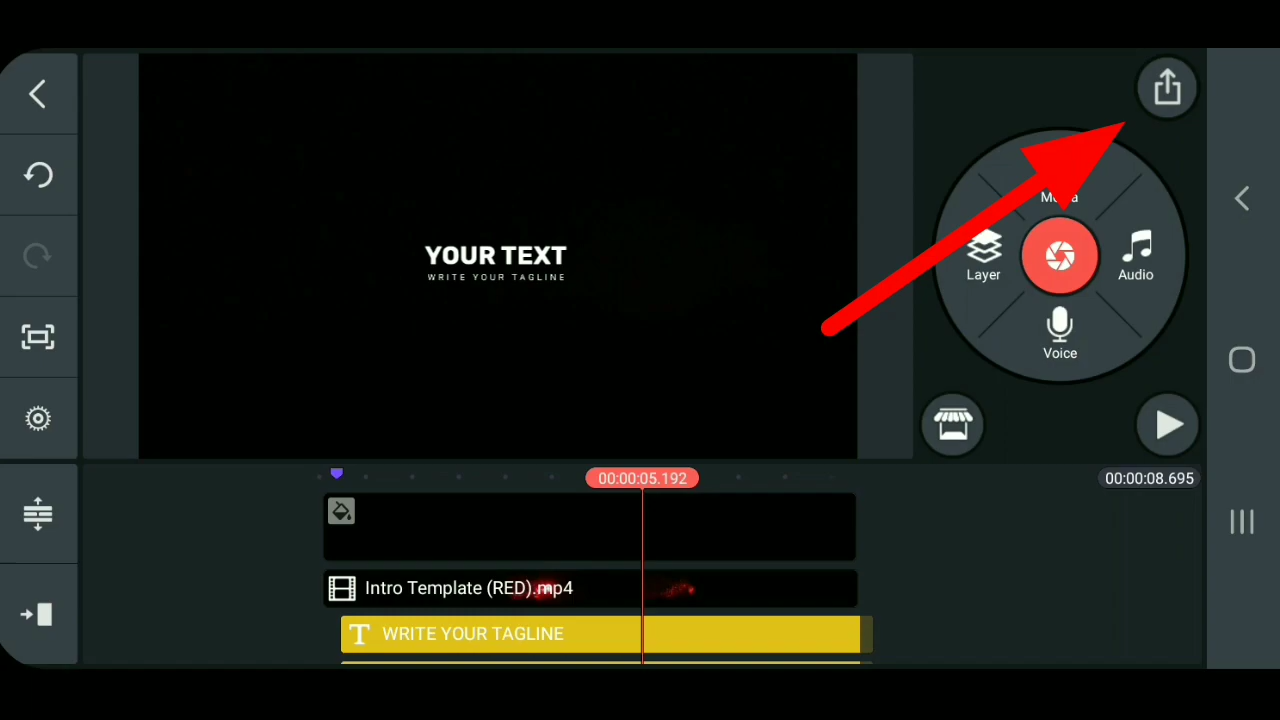 YOUR TEXT
WRITE YOUR TAGLINE
Layer
Audio
Voice
00:00:05.192
00:00:08.695
Intro Template (RED).mp4
T WRITE YOUR TAGLINE